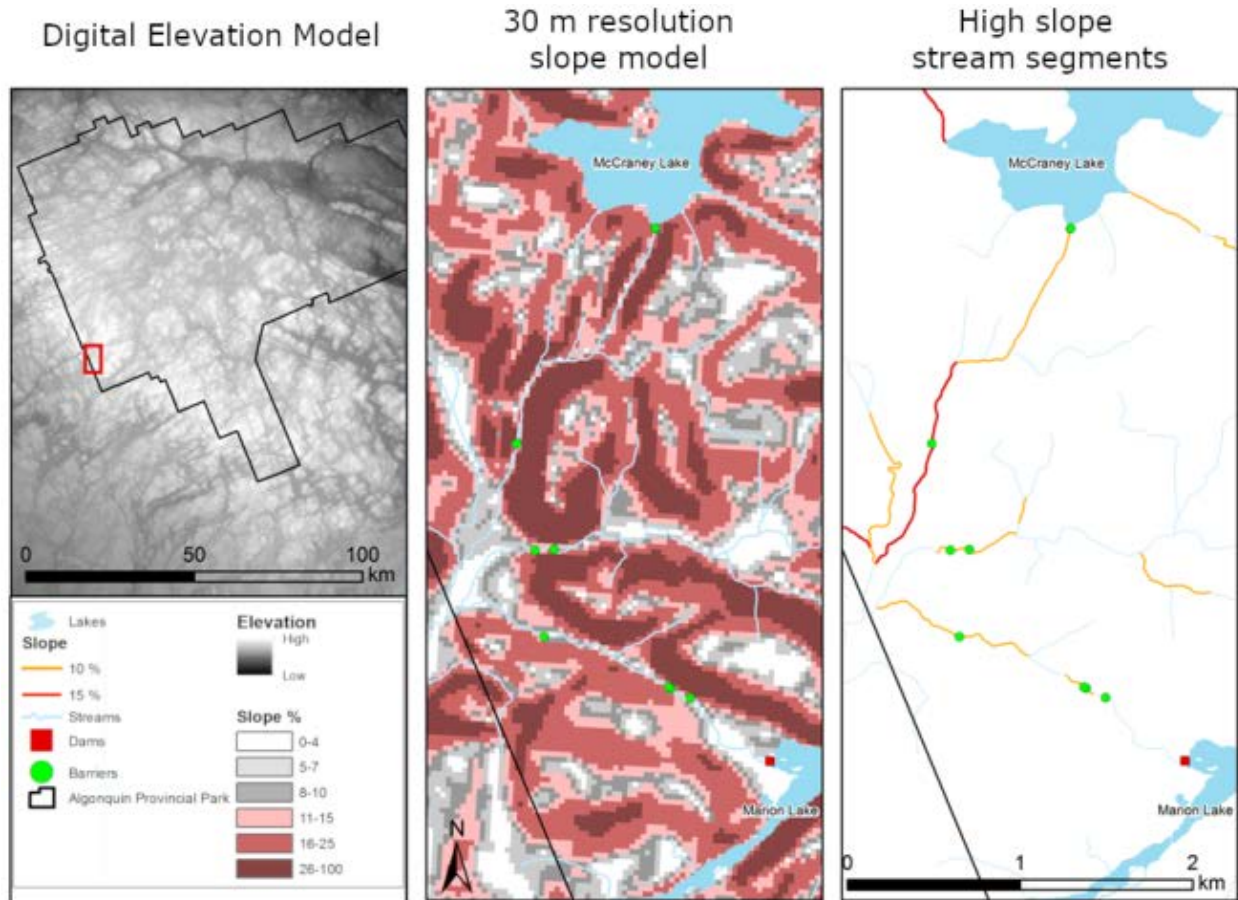 Digital Elevation Model
30 m resolution
slope model
High slope
stream segments
McCraney Lake
McCraney Lake
0 50 100
km
Lakes
Slope
10 %
15 %
Streams
Dams
Barriers
Algonquin Provincial Park
Elevation
High
Low
Slope %
0-4
5-7
8-10
11-15
16-25
26-100
N
Marion Lake
Marion Lake
0 1 2
km